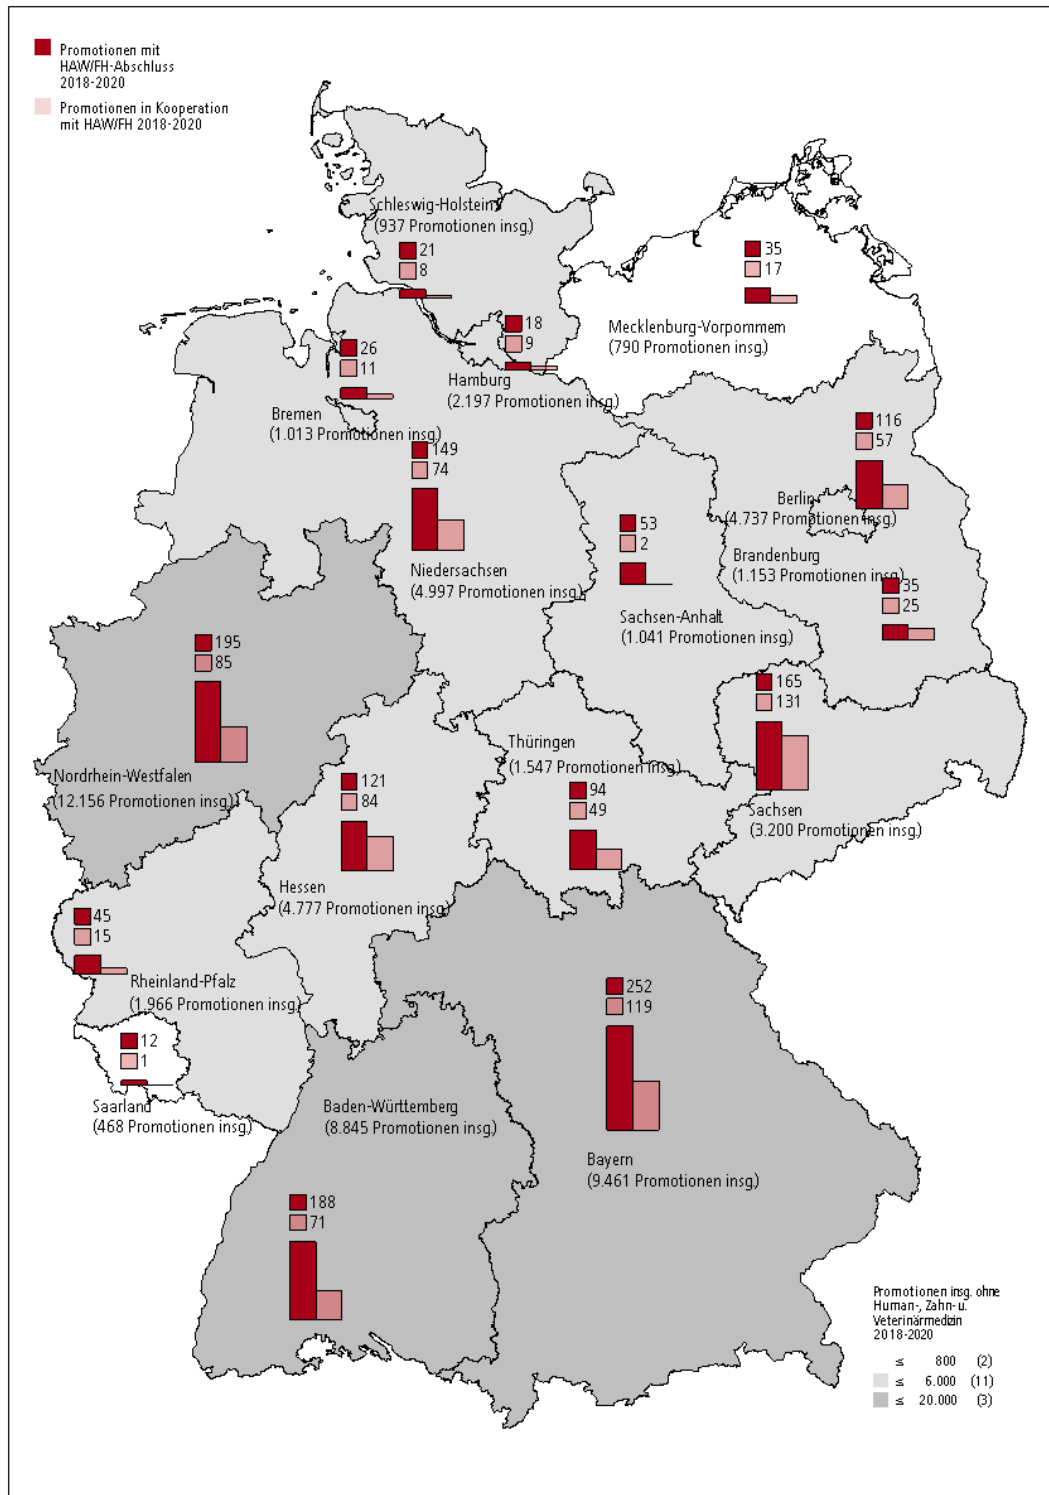 Promotionen mit
HAW/FH-Abschluss
2018-2020
Promotionen in Kooperation
mit HAW/FH 2018-2020
Schleswig-Holstein
(937 Promotionen insg.)
21
8
35
17
Mecklenburg-Vorpommern
(790 Promotionen insg.)
18
9
Hamburg
(2.197 Promotionen insg.)
26
11
Bremen
(1.013 Promotionen insg.)
149
74
Niedersachsen
(4.997 Promotionen insg.)
116
57
Berlin
(4.737 Promotionen insg.)
Brandenburg
(1.153 Promotionen insg.)
35
25
53
2
Sachsen-Anhalt
(1.041 Promotionen insg.)
195
85
Nordrhein-Westfalen
(12.156 Promotionen insg.)
165
131
Sachsen
(3.200 Promotionen insg.)
Thüringen
(1.547 Promotionen insg.)
94
49
121
84
Hessen
(4.777 Promotionen insg.)
45
15
Rheinland-Pfalz
(1.966 Promotionen insg.)
12
1
Saarland
(468 Promotionen insg.)
252
119
Bayern
(9.461 Promotionen insg.)
Baden-Württemberg
(8.845 Promotionen insg.)
188
71
Promotionen insg. ohne
Human-, Zahn- u.
Veterinärmedizin
2018-2020
≤ 800 (2)
≤ 6.000 (11)
≤ 20.000 (3)